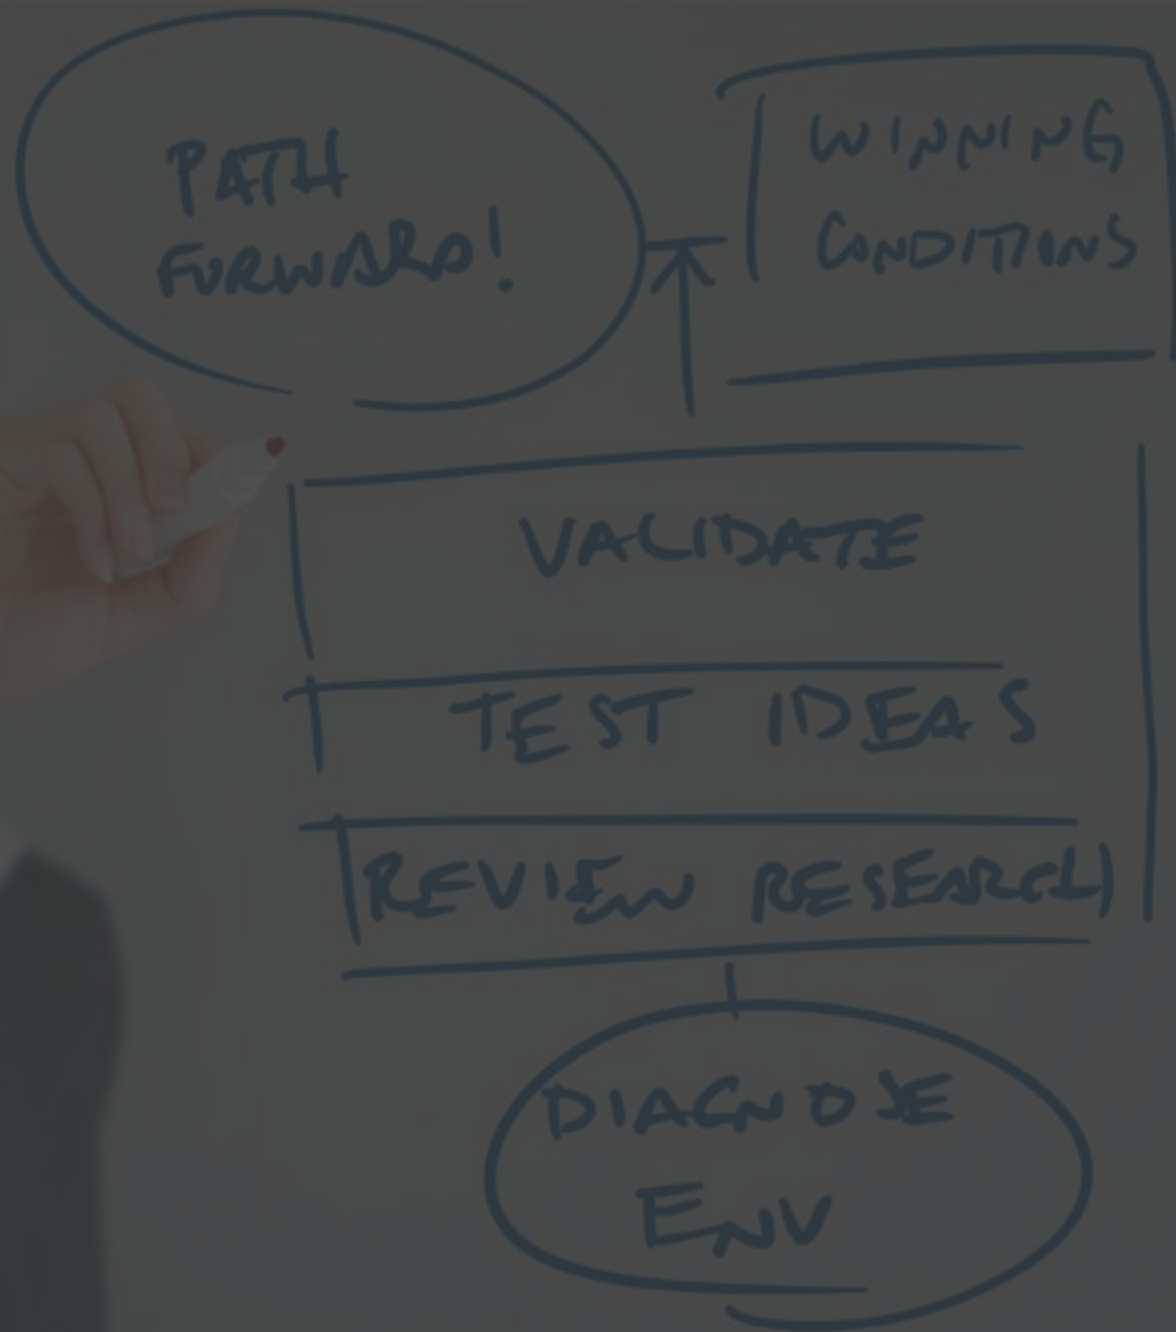 PATH
FORWARD!
WINNING
CONDITIONS
VALIDATE
TEST IDEAS
REVIEW RESEARCH
DIAGNOSE
ENV